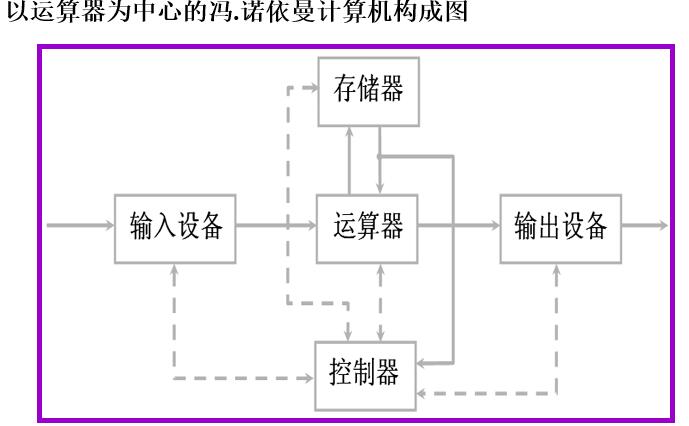 以运算器为中心的冯.诺依曼计算机构成图
存储器
输入设备
运算器
输出设备
控制器